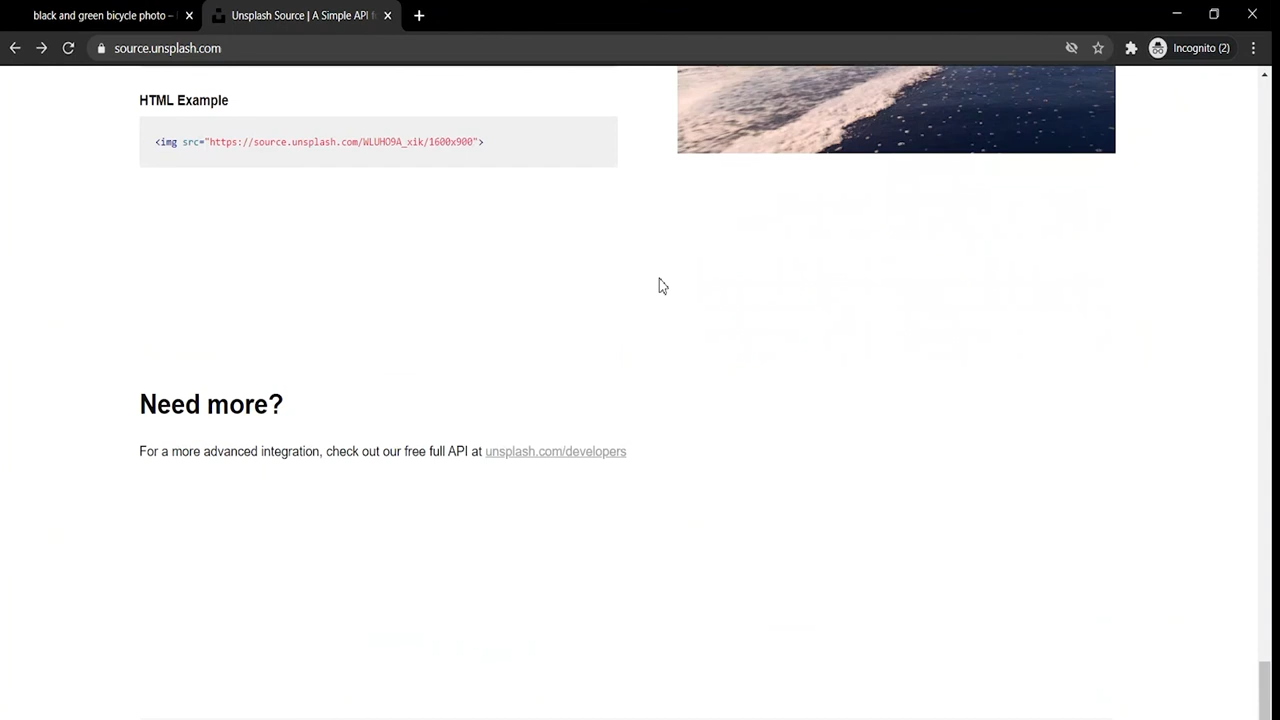 black and green bicycle photo –
Unsplash Source | A Simple API f
source.unsplash.com
Incognito (2)
HTML Example
<img src="https://source.unsplash.com/WLUHO9A_xik/1600x900">
Need more?
For a more advanced integration, check out our free full API at unsplash.com/developers